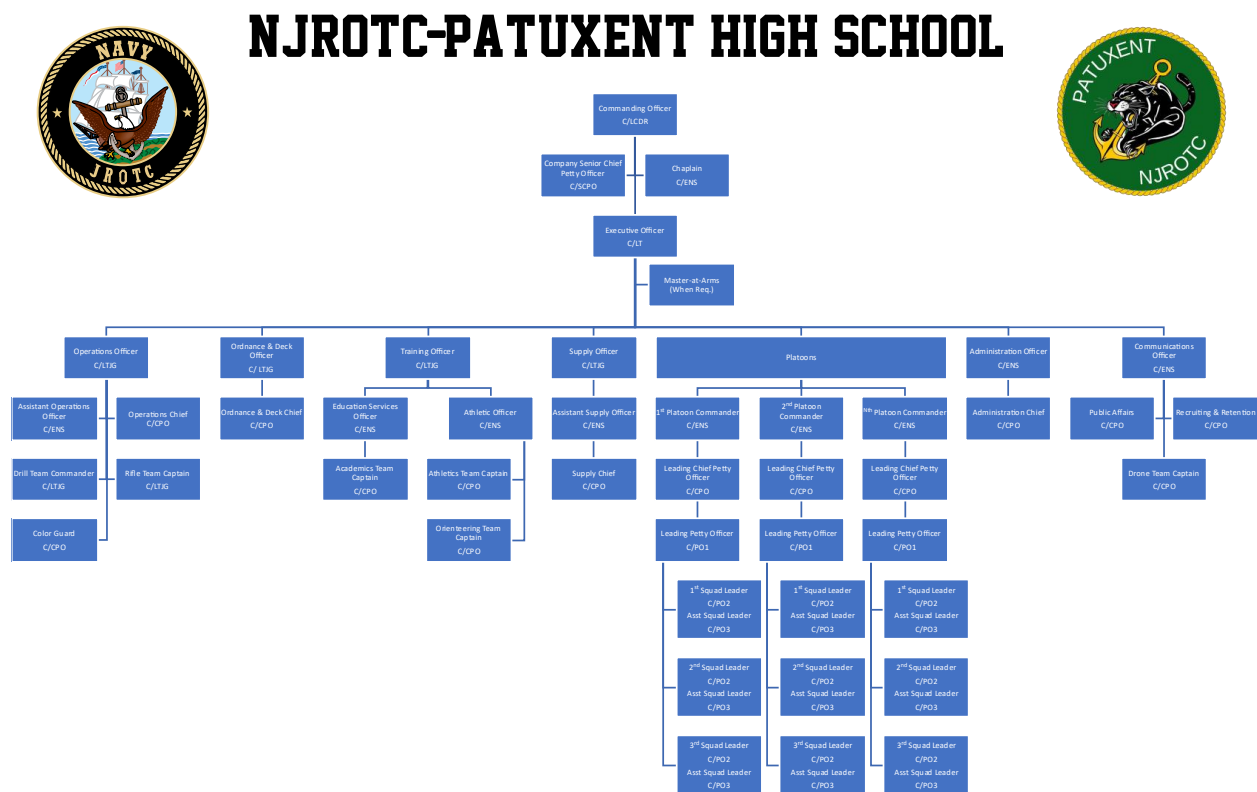 NJROTC-PATUXENT HIGH SCHOOL
NAVY
JROTC
PATUXENT
NJROTC
Commanding Officer
C/LCDR
Company Senior Chief
Petty Officer
C/SCPO
Chaplain
C/ENS
Executive Officer
C/LT
Master-at-Arms
(When Req.)
Operations Officer
C/LTJG
Ordnance & Deck
Officer
C/ LTJG
Training Officer
C/LTJG
Supply Officer
C/LTJG
Platoons
Administration Officer
C/ENS
Communications
Officer
C/ENS
Assistant Operations
Officer
C/ENS
Operations Chief
C/CPO
Ordnance & Deck Chief
C/CPO
Education Services
Officer
C/ENS
Athletic Officer
C/ENS
Assistant Supply Officer
C/ENS
1st Platoon Commander
C/ENS
2nd Platoon
Commander
C/ENS
Nth Platoon Commander
C/ENS
Administration Chief
C/CPO
Public Affairs
C/CPO
Recruiting & Retention
C/CPO
Drill Team Commander
C/LTJG
Rifle Team Captain
C/LTJG
Academics Team
Captain
C/CPO
Athletics Team Captain
C/CPO
Supply Chief
C/CPO
Leading Chief Petty
Officer
C/CPO
Leading Chief Petty
Officer
C/CPO
Leading Chief Petty
Officer
C/CPO
Drone Team Captain
C/CPO
Color Guard
C/CPO
Orienteering Team
Captain
C/CPO
Leading Petty Officer
C/PO1
Leading Petty Officer
C/PO1
Leading Petty Officer
C/PO1
1st Squad Leader
C/PO2
Asst Squad Leader
C/PO3
1st Squad Leader
C/PO2
Asst Squad Leader
C/PO3
1st Squad Leader
C/PO2
Asst Squad Leader
C/PO3
2nd Squad Leader
C/PO2
Asst Squad Leader
C/PO3
2nd Squad Leader
C/PO2
Asst Squad Leader
C/PO3
2nd Squad Leader
C/PO2
Asst Squad Leader
C/PO3
3rd Squad Leader
C/PO2
Asst Squad Leader
C/PO3
3rd Squad Leader
C/PO2
Asst Squad Leader
C/PO3
3rd Squad Leader
C/PO2
Asst Squad Leader
C/PO3